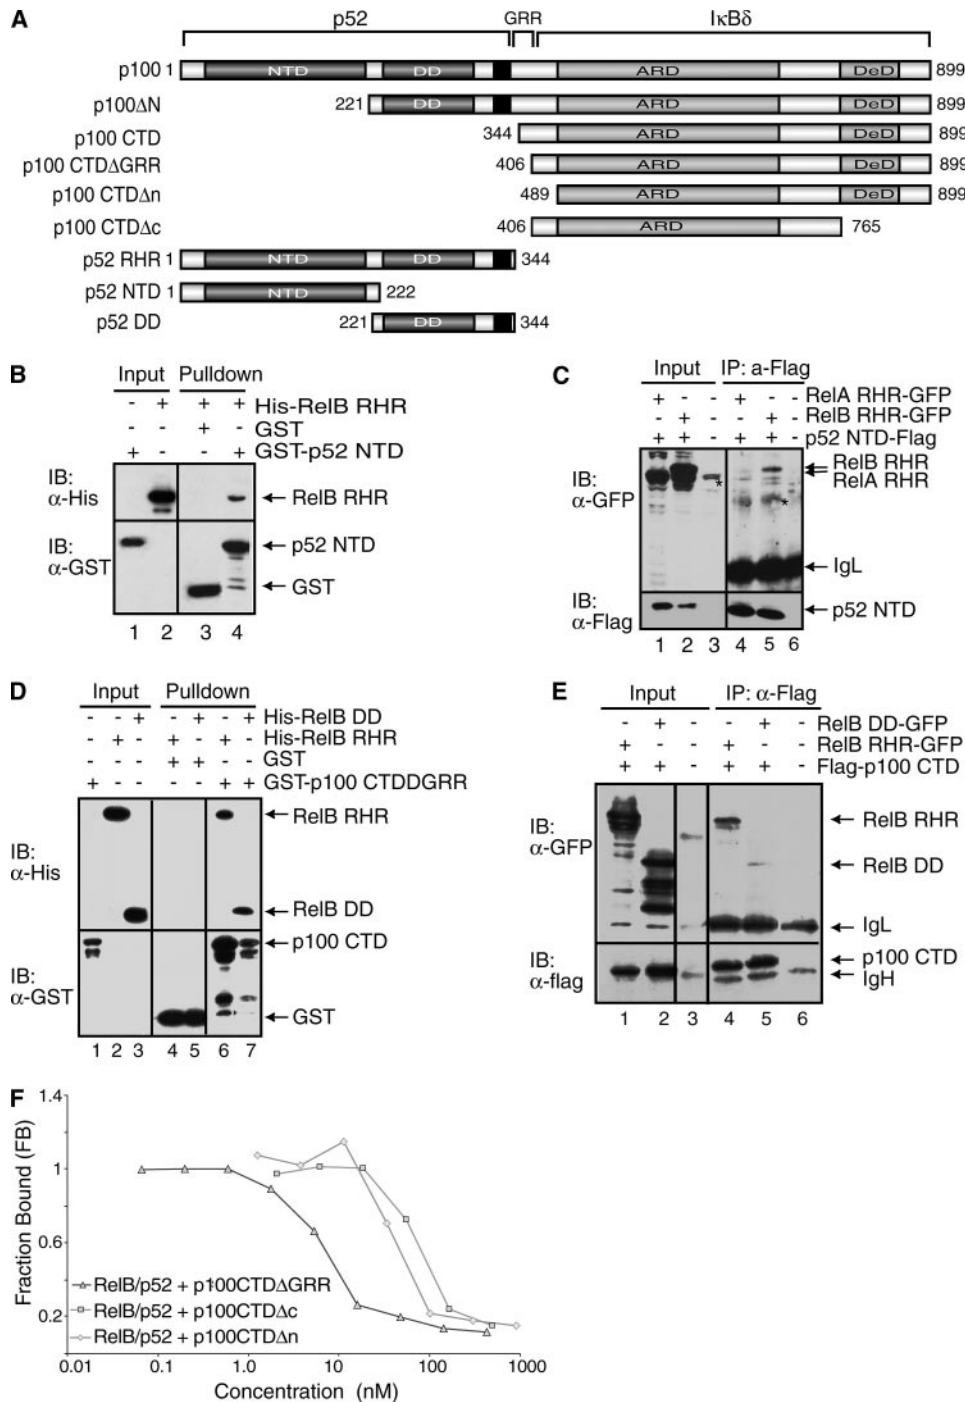 A
p52 GRR IκBδ
p100 1 NTD DD ARD DeD 899
p100ΔN 221 DD ARD DeD 899
p100 CTD 344 ARD DeD 899
p100 CTDΔGRR 406 ARD DeD 899
p100 CTDΔn 489 ARD DeD 899
p100 CTDΔc 406 ARD 765
p52 RHR 1 NTD DD 344
p52 NTD 1 NTD 222
p52 DD 221 DD 344
B
Input Pulldown
- + + + His-RelB RHR
- - + - GST
+ - - + GST-p52 NTD
IB: α-His
RelB RHR
IB: α-GST
p52 NTD
GST
1 2 3 4
C
Input IP: a-Flag
+ - - + - - RelA RHR-GFP
- + - - + - RelB RHR-GFP
+ + - + + - p52 NTD-Flag
IB: α-GFP
RelB RHR
RelA RHR
*
*
IgL
IB: α-Flag
p52 NTD
1 2 3 4 5 6
D
Input Pulldown
- - + - + - + His-RelB DD
- + - + - + - His-RelB RHR
- - - + + - - GST
+ - - - - + + GST-p100 CTDDGRR
IB: α-His
RelB RHR
RelB DD
IB: α-GST
p100 CTD
GST
1 2 3 4 5 6 7
E
Input IP: α-Flag
- + - - + - RelB DD-GFP
+ - - + - - RelB RHR-GFP
+ + - + + - Flag-p100 CTD
IB: α-GFP
RelB RHR
RelB DD
IgL
IB: α-flag
p100 CTD
IgH
1 2 3 4 5 6
F
Fraction Bound (FB)
1.4
1
0.6
0.2
RelB/p52 + p100CTDΔGRR
RelB/p52 + p100CTDΔc
RelB/p52 + p100CTDΔn
0.01 0.1 1.0 10 100 1000
Concentration (nM)